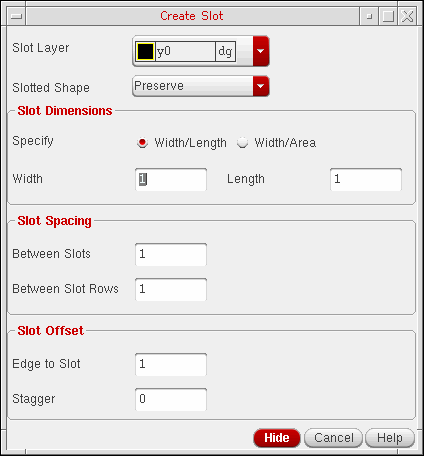 Create Slot
Slot Layer y0 dg
Slotted Shape Preserve
Slot Dimensions
Specify Width/Length Width/Area
Width 1 Length 1
Slot Spacing
Between Slots 1
Between Slot Rows 1
Slot Offset
Edge to Slot 1
Stagger 0
Hide Cancel Help